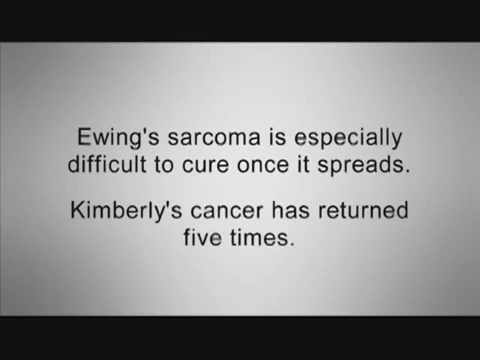 Ewing's sarcoma is especially
difficult to cure once it spreads.
Kimberly's cancer has returned
five times.